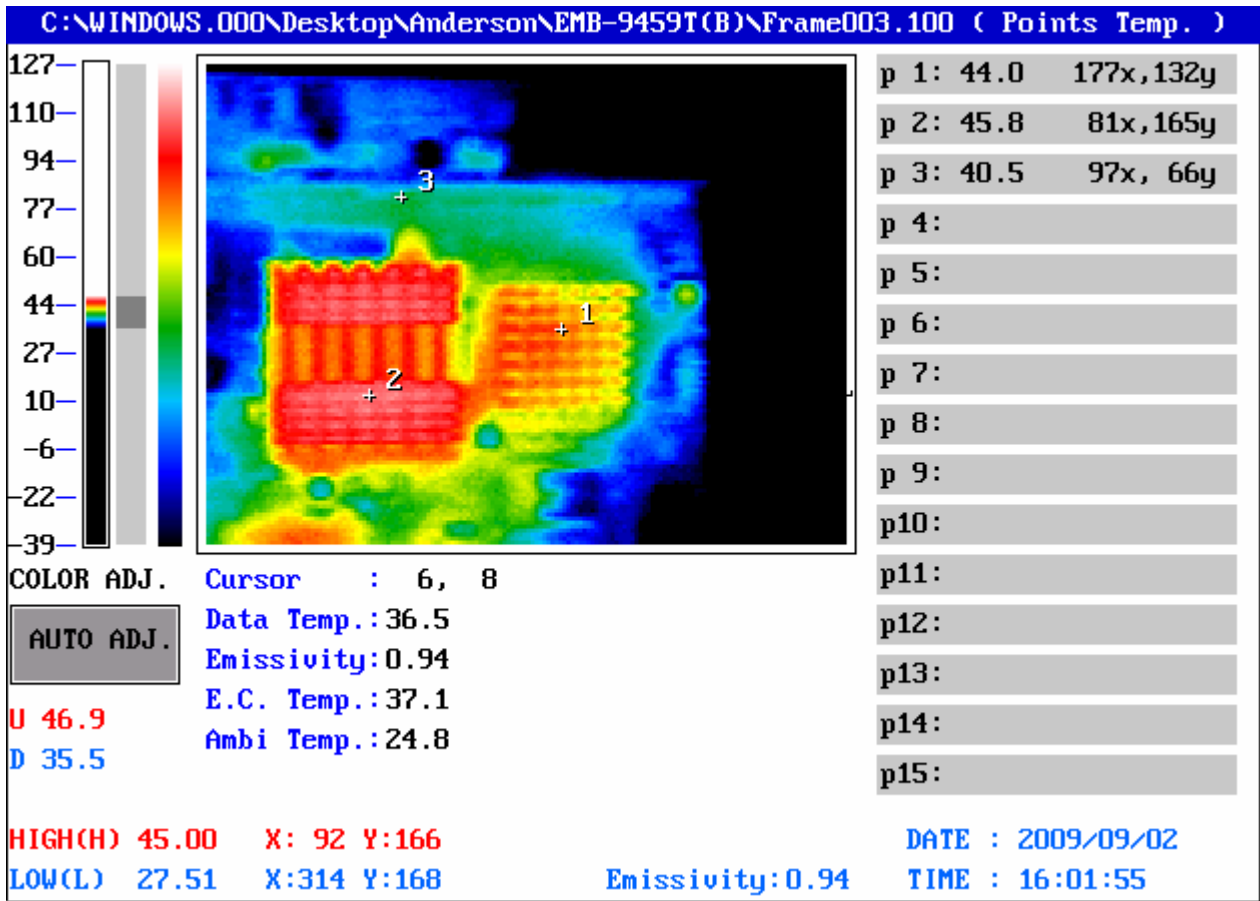 C:\WINDOWS.000\Desktop\Anderson\EMB-9459T(B)\Frame003.100 ( Points Temp. )
127
110
94
77
60
44
27
10
-6
-22
-39
COLOR ADJ.
AUTO ADJ.
U 46.9
D 35.5
3
1
2
Cursor : 6, 8
Data Temp.:36.5
Emissivity:0.94
E.C. Temp.:37.1
Ambi Temp.:24.8
p 1: 44.0 177x,132y
p 2: 45.8 81x,165y
p 3: 40.5 97x, 66y
p 4:
p 5:
p 6:
p 7:
p 8:
p 9:
p10:
p11:
p12:
p13:
p14:
p15:
HIGH(H) 45.00 X: 92 Y:166
LOW(L) 27.51 X:314 Y:168
Emissivity:0.94
DATE : 2009/09/02
TIME : 16:01:55